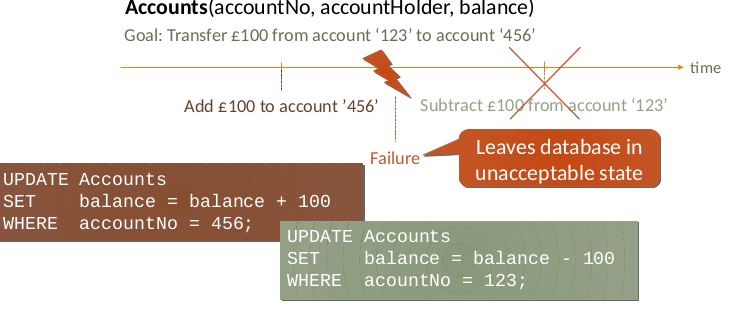 Accounts(accountNo, accountHolder, balance)
Goal: Transfer £100 from account ‘123’ to account ‘456’
time
Add £100 to account ’456’
Subtract £100 from account ‘123’
Failure
Leaves database in
unacceptable state
UPDATE Accounts
SET    balance = balance + 100
WHERE  accountNo = 456;
UPDATE Accounts
SET    balance = balance - 100
WHERE  acountNo = 123;